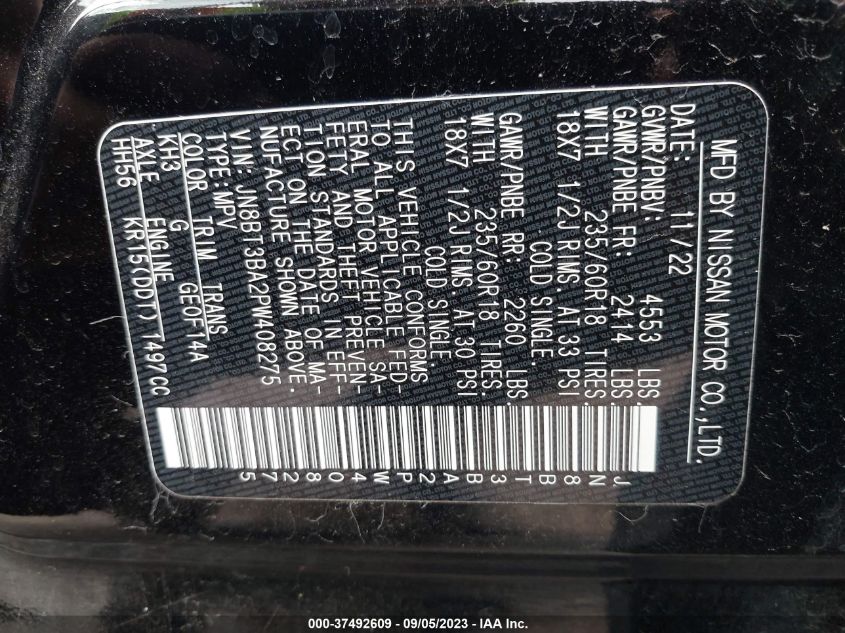 MFD BY NISSAN MOTOR CO.,LTD.
DATE: 11/22
GVWR/PNBV: 4553 LBS.
GAWR/PNBE FR: 2414 LBS.
WITH 235/60R18 TIRES.
18X7 1/2J RIMS AT 33 PSI
COLD SINGLE.
GAWR/PNBE RR: 2260 LBS.
WITH 235/60R18 TIRES.
18X7 1/2J RIMS AT 30 PSI
COLD SINGLE.
THIS VEHICLE CONFORMS
TO ALL APPLICABLE FED-
ERAL MOTOR VEHICLE SA-
FETY AND THEFT PREVEN-
TION STANDARDS IN EFF-
ECT ON THE DATE OF MA-
NUFACTURE SHOWN ABOVE.
VIN: JN8BT3BA2PW408275
TYPE: MPV
COLOR TRIM TRANS
KH3 G GE0F14A
AXLE ENGINE
HH56 KR15(DDT) 1497CC
JN8BT3BA2PW408275
000-37492609 - 09/05/2023 - IAA Inc.